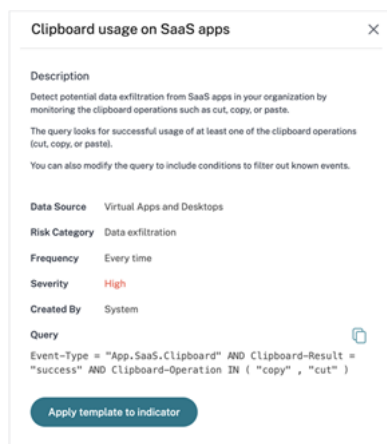 Clipboard usage on SaaS apps
Description
Detect potential data exfiltration from SaaS apps in your organization by
monitoring the clipboard operations such as cut, copy, or paste.
The query looks for successful usage of at least one of the clipboard operations
(cut, copy, or paste).
You can also modify the query to include conditions to filter out known events.
Data Source Virtual Apps and Desktops
Risk Category Data exfiltration
Frequency Every time
Severity High
Created By System
Query
Event-Type = "App.SaaS.Clipboard" AND Clipboard-Result =
"success" AND Clipboard-Operation IN ( "copy" , "cut" )
Apply template to indicator